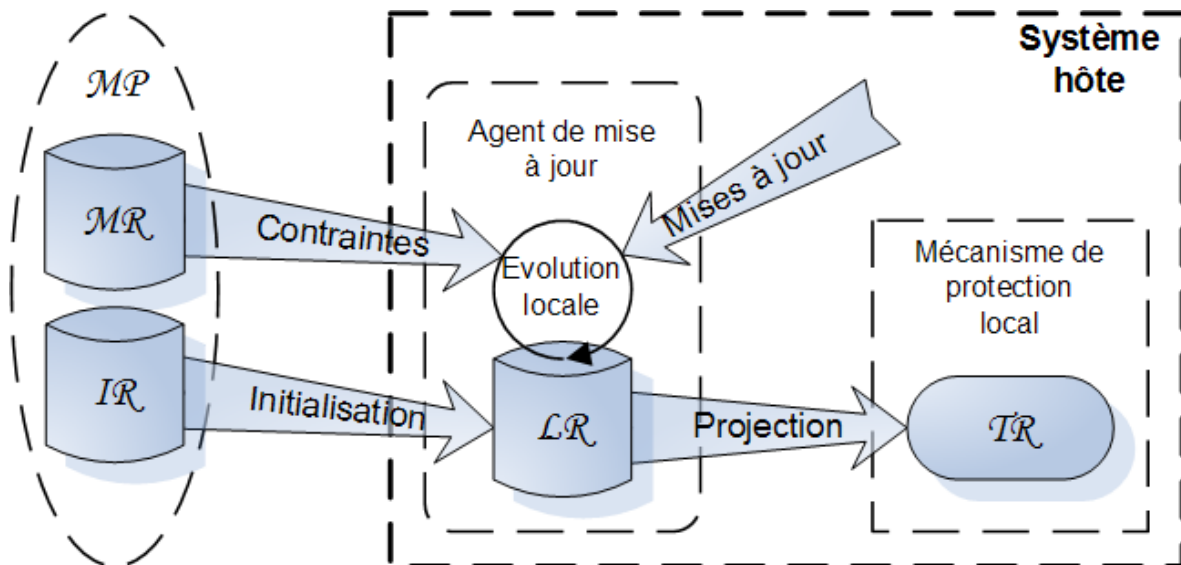 Système
hôte
MP
Agent de mise
à jour
Mises à jour
MR
Contraintes
Evolution
locale
Mécanisme de
protection
local
IR
Initialisation
LR
Projection
TR